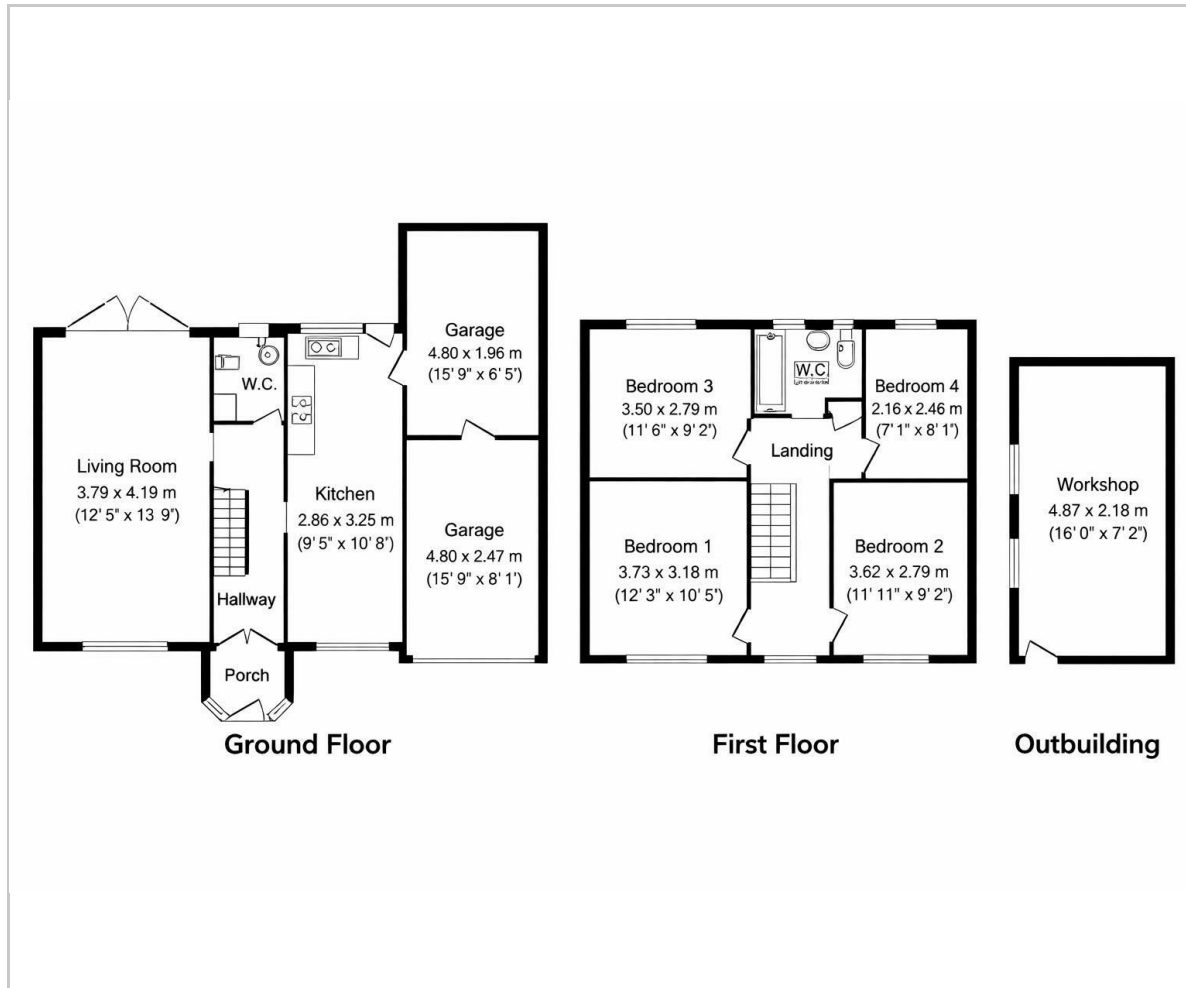 Garage
4.80 x 1.96 m
(15' 9" x 6' 5')
W.C.
Living Room
3.79 x 4.19 m
(12' 5" x 13 9")
Kitchen
2.86 x 3.25 m
(9' 5" x 10' 8')
Garage
4.80 x 2.47 m
(15' 9" x 8' 1')
Hallway
Porch
Ground Floor
Bedroom 3
3.50 x 2.79 m
(11' 6" x 9' 2')
W.C.
Bedroom 4
2.16 x 2.46 m
(7' 1" x 8' 1')
Landing
Bedroom 1
3.73 x 3.18 m
(12' 3" x 10' 5')
Bedroom 2
3.62 x 2.79 m
(11' 11" x 9' 2')
First Floor
Workshop
4.87 x 2.18 m
(16' 0" x 7' 2")
Outbuilding